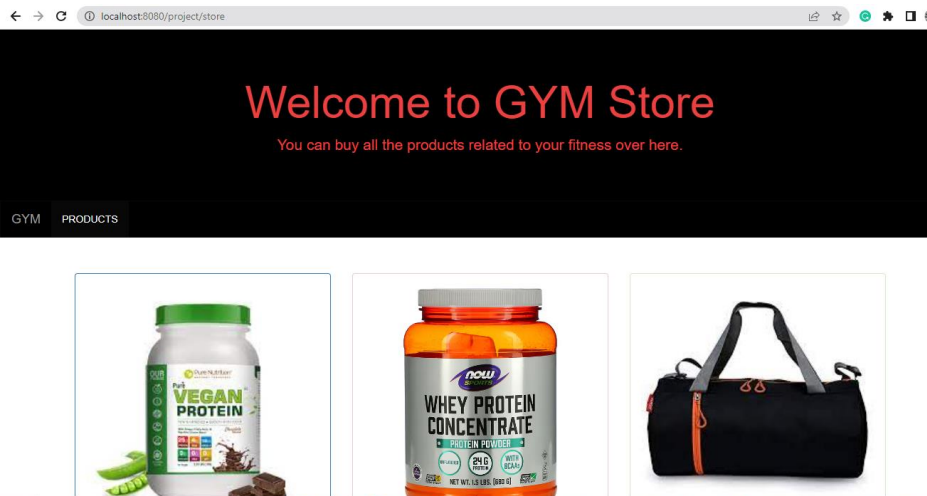 localhost:8080/project/store
Welcome to GYM Store
You can buy all the products related to your fitness over here.
GYM
PRODUCTS
Pure Nutrition
Pure
VEGAN
PROTEIN
NOW
SPORTS
WHEY PROTEIN
CONCENTRATE
PROTEIN POWDER
24 G
PROTEIN
WITH
BCAAs
NET WT. 1.5 LBS. (680 G)